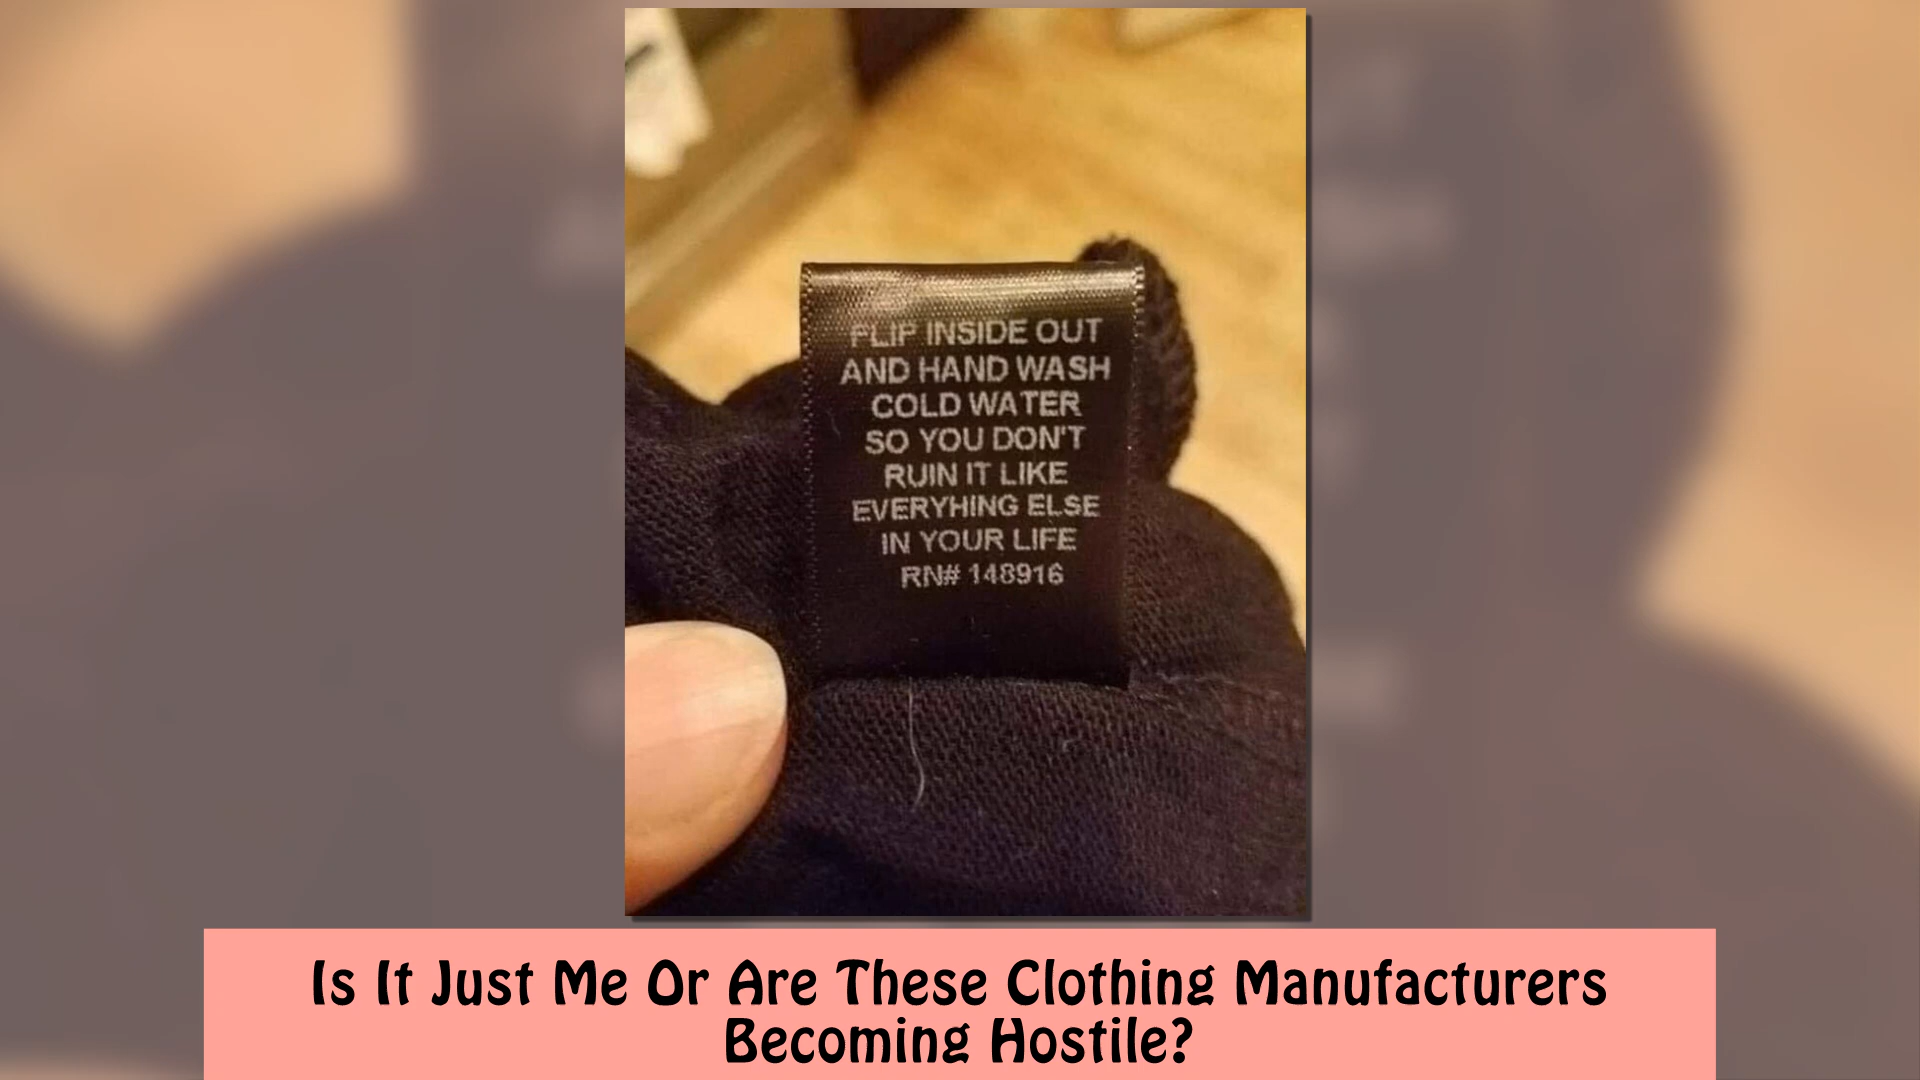 FLIP INSIDE OUT
AND HAND WASH
COLD WATER
SO YOU DON'T
RUIN IT LIKE
EVERYHING ELSE
IN YOUR LIFE
RN# 148916
Is It Just Me Or Are These Clothing Manufacturers
Becoming Hostile?